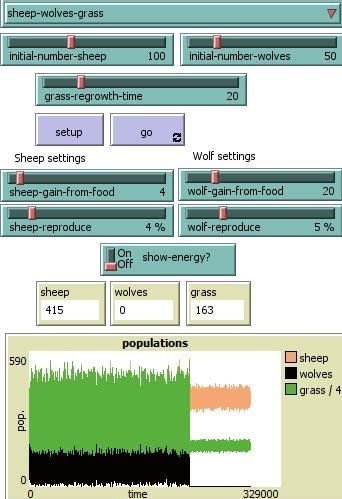 sheep-wolves-grass
initial-number-sheep 100 initial-number-wolves 50
grass-regrowth-time 20
setup go
Sheep settings Wolf settings
sheep-gain-from-food 4 wolf-gain-from-food 20
sheep-reproduce 4 % wolf-reproduce 5 %
On
Off show-energy?
sheep wolves grass
415 0 163
populations
590
pop.
0
0 time 329000
sheep
wolves
grass / 4